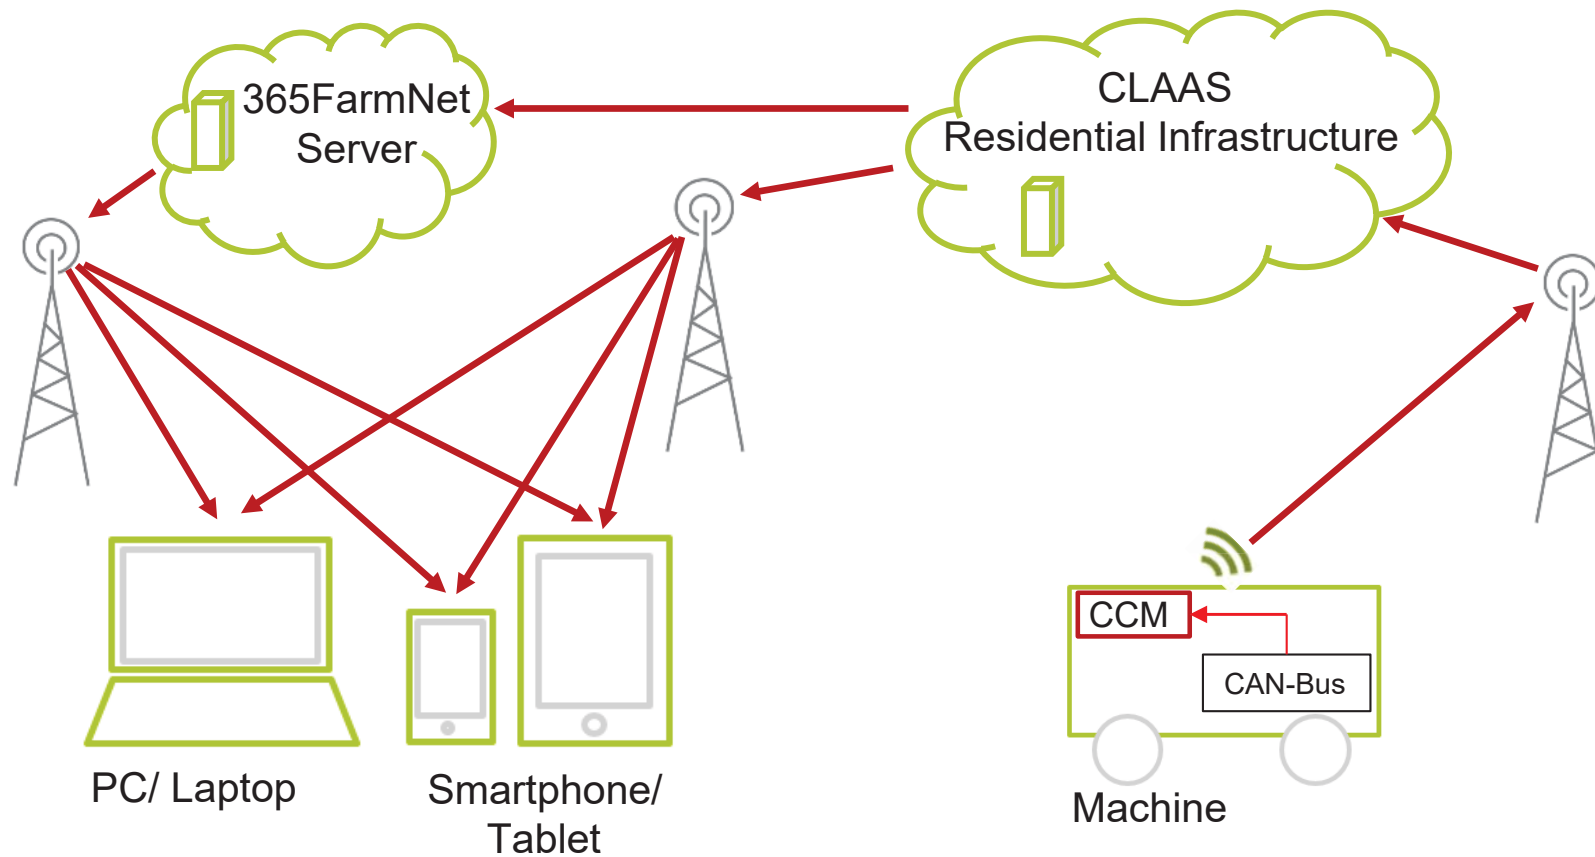 365FarmNet
Server
CLAAS
Residential Infrastructure
CCM
CAN-Bus
PC/ Laptop
Smartphone/
Tablet
Machine